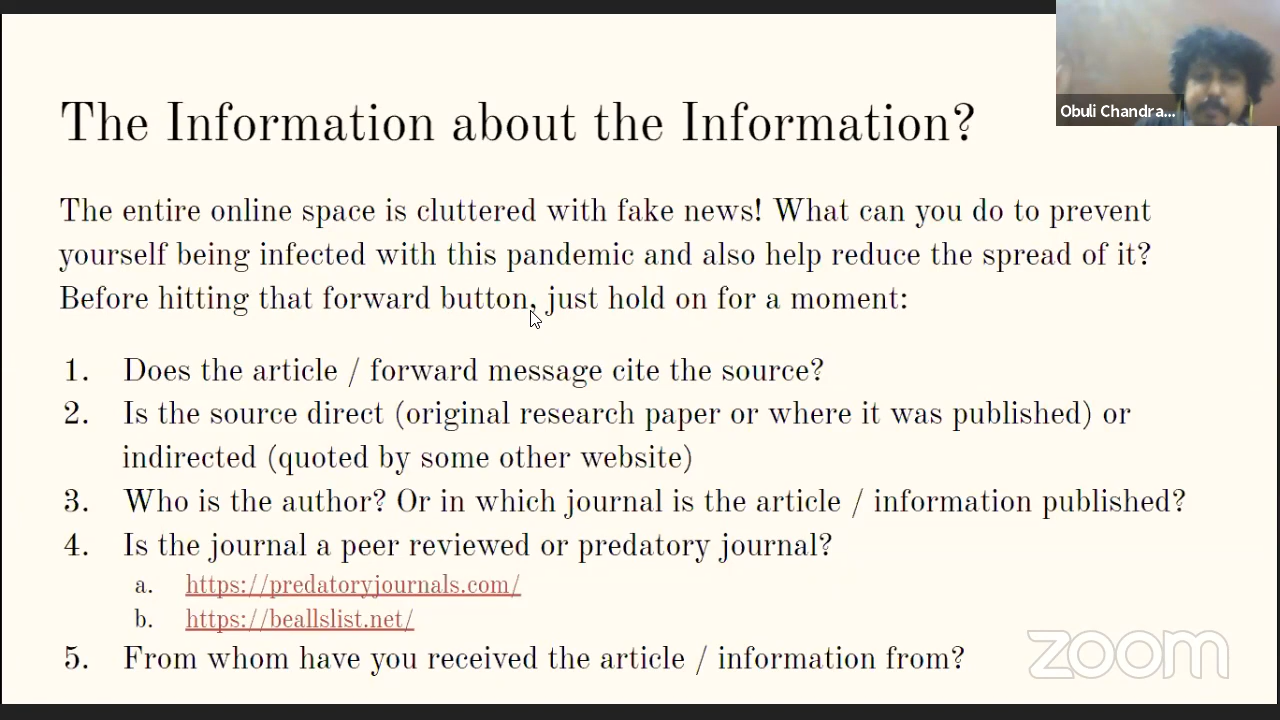 The Information about the Information?
Obuli Chandra...
The entire online space is cluttered with fake news! What can you do to prevent
yourself being infected with this pandemic and also help reduce the spread of it?
Before hitting that forward button, just hold on for a moment:
1. Does the article / forward message cite the source?
2. Is the source direct (original research paper or where it was published) or
indirected (quoted by some other website)
3. Who is the author? Or in which journal is the article / information published?
4. Is the journal a peer reviewed or predatory journal?
a. https://predatoryjournals.com/
b. https://beallslist.net/
5. From whom have you received the article / information from?
zoom